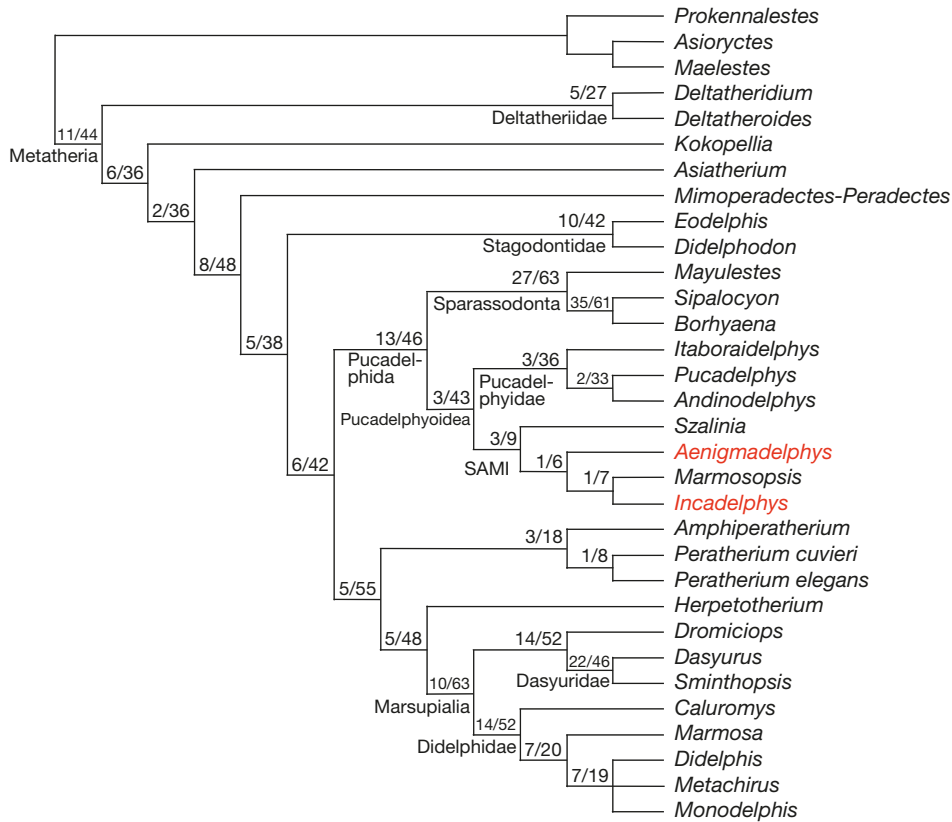 Prokennalestes
Asioryctes
Maelestes
5/27
Deltatheridium
Deltatheriidae
Deltatheroides
11/44
Metatheria
Kokopellia
6/36
Asiatherium
2/36
Mimoperadectes-Peradectes
10/42
Eodelphis
Stagodontidae
Didelphodon
8/48
27/63
Mayulestes
Sparassodonta
35/61
Sipalocyon
Borhyaena
5/38
13/46
Pucadel-
phida
3/36
Itaboraidelphys
Pucadel-
phyidae
2/33
Pucadelphys
Andinodelphys
3/43
Pucadelphyoidea
3/9
Szalinia
SAMI
1/6
Aenigmadelphys
1/7
Marmosopsis
Incadelphys
6/42
3/18
Amphiperatherium
1/8
Peratherium cuvieri
Peratherium elegans
5/55
Herpetotherium
5/48
14/52
Dromiciops
22/46
Dasyurus
Dasyuridae
Sminthopsis
10/63
Marsupialia
Caluromys
14/52
Didelphidae
Marmosa
7/20
Didelphis
7/19
Metachirus
Monodelphis